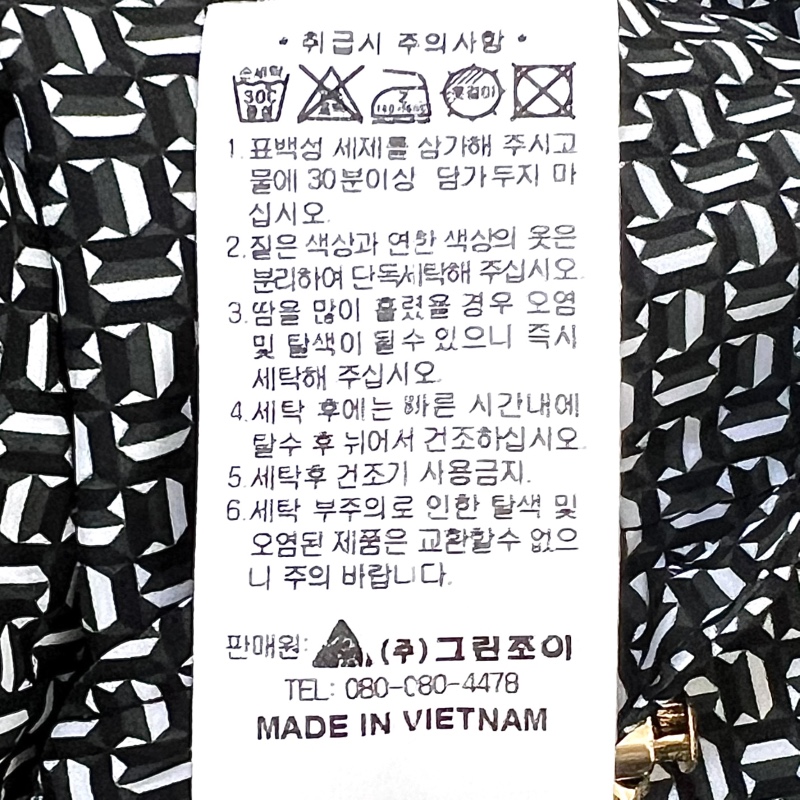 • 취급시 주의사항 •
손세탁
30℃
중성
옷걸이
1. 표백성 세제를 삼가해 주시고
물에 30분이상 담가두지 마
십시오.
2. 짙은 색상과 연한 색상의 옷은
분리하여 단독세탁해 주십시오.
3. 땀을 많이 흘렸을 경우 오염
및 탈색이 될수 있으니 즉시
세탁해 주십시오.
4. 세탁 후에는 빠른 시간내에
탈수 후 뉘어서 건조하십시오.
5. 세탁후 건조기 사용금지.
6. 세탁 부주의로 인한 탈색 및
오염된 제품은 교환할수 없으
니 주의 바랍니다.
판매원: (주)그린조이
TEL: 080-080-4478
MADE IN VIETNAM